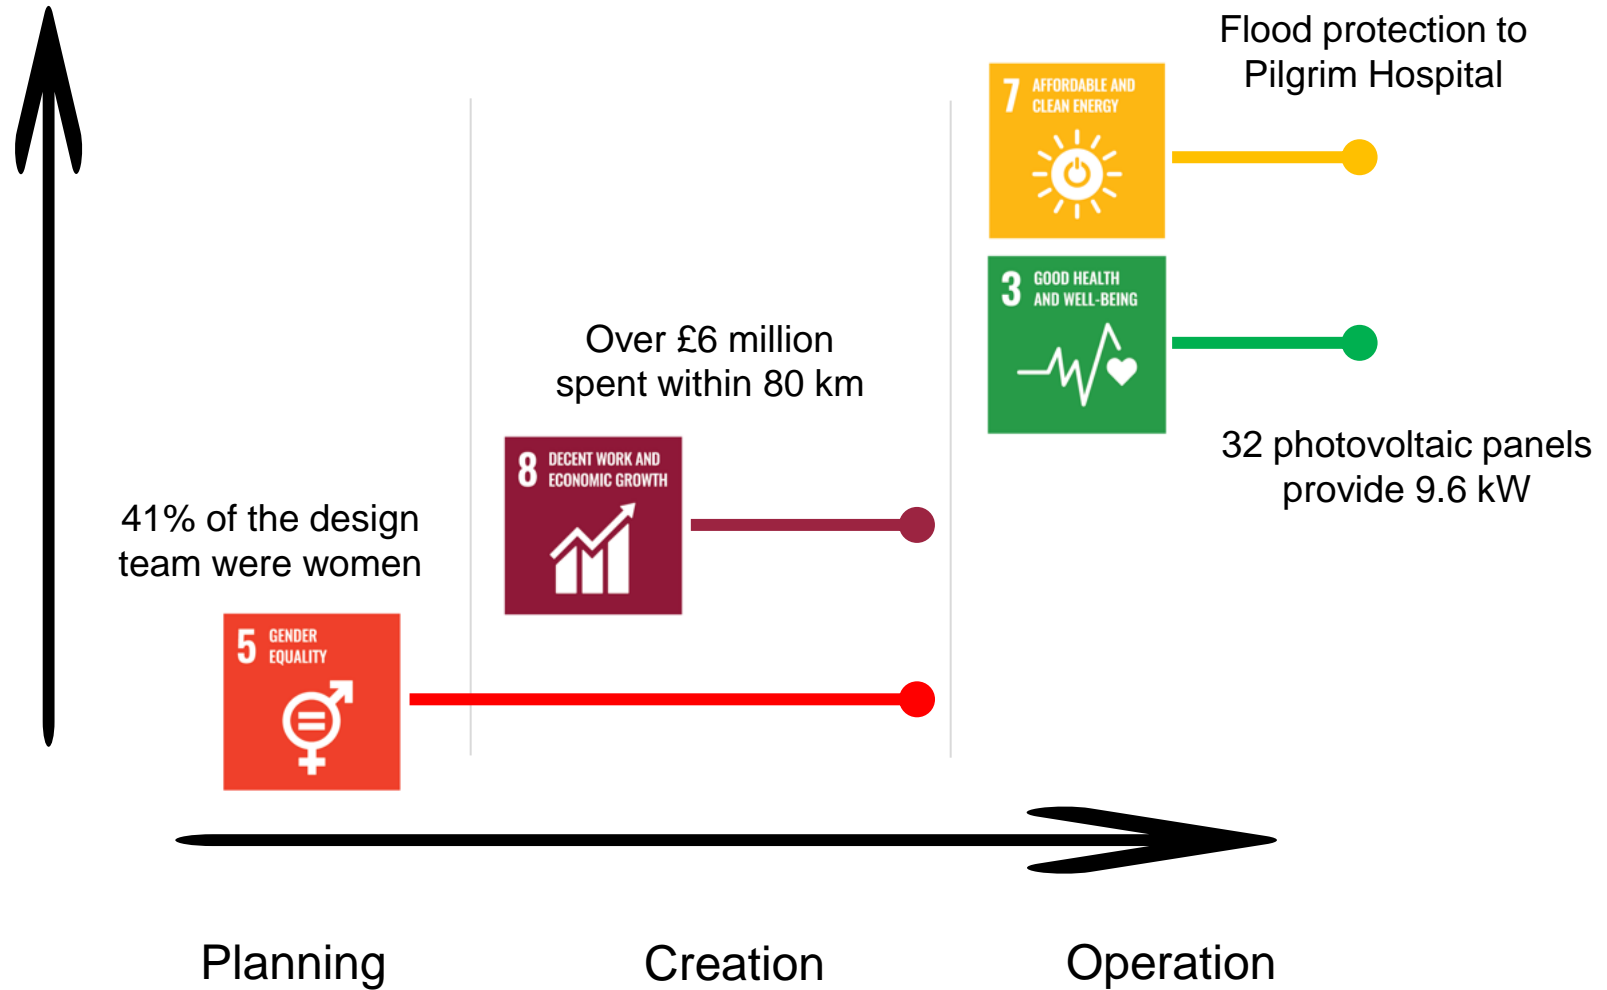 Flood protection to
Pilgrim Hospital
7 AFFORDABLE AND
CLEAN ENERGY
3 GOOD HEALTH
AND WELL-BEING
32 photovoltaic panels
provide 9.6 kW
Over £6 million
spent within 80 km
8 DECENT WORK AND
ECONOMIC GROWTH
41% of the design
team were women
5 GENDER
EQUALITY
Planning
Creation
Operation